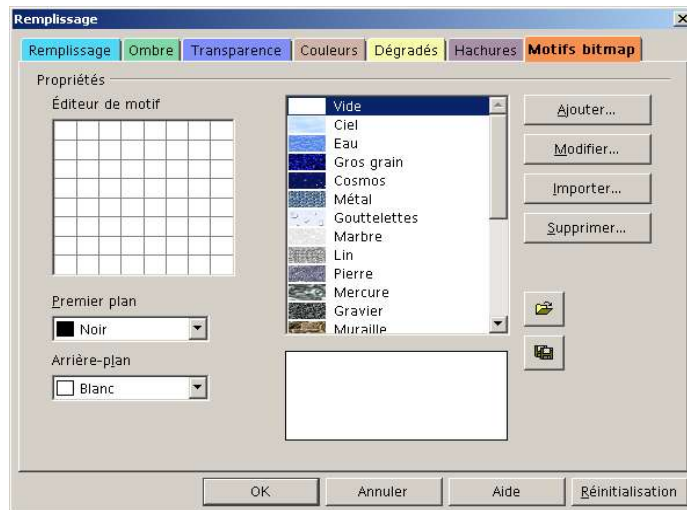 Remplissage
Remplissage Ombre Transparence Couleurs Dégradés Hachures Motifs bitmap
Propriétés
Éditeur de motif
Vide
Ciel
Eau
Gros grain
Cosmos
Métal
Gouttelettes
Marbre
Lin
Pierre
Mercure
Gravier
Muraille
Ajouter...
Modifier...
Importer...
Supprimer...
Premier plan
Noir
Arrière-plan
Blanc
OK Annuler Aide Réinitialisation